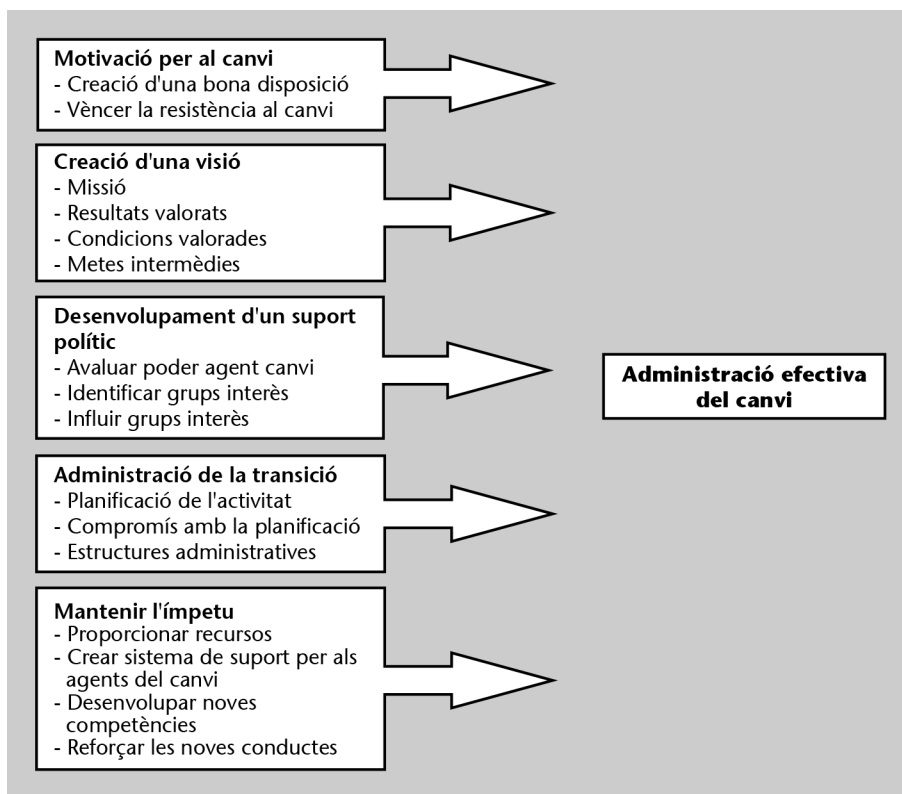 Motivació per al canvi
- Creació d'una bona disposició
- Vèncer la resistència al canvi
Creació d'una visió
- Missió
- Resultats valorats
- Condicions valorades
- Metes intermèdies
Desenvolupament d'un suport
polític
- Avaluar poder agent canvi
- Identificar grups interès
- Influir grups interès
Administració efectiva
del canvi
Administració de la transició
- Planificació de l'activitat
- Compromís amb la planificació
- Estructures administratives
Mantenir l'ímpetu
- Proporcionar recursos
- Crear sistema de suport per als
agents del canvi
- Desenvolupar noves
competències
- Reforçar les noves conductes